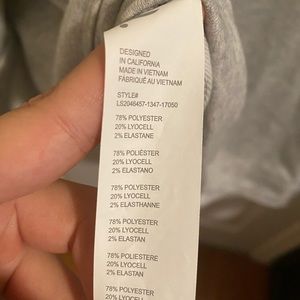 DESIGNED
IN CALIFORNIA
MADE IN VIETNAM
FABRIQUÉ AU VIETNAM
STYLE#
LS2046457-1347-17050
78% POLYESTER
20% LYOCELL
2% ELASTANE
78% POLIÉSTER
20% LYOCELL
2% ELASTANO
78% POLYESTER
20% LYOCELL
2% ELASTHANNE
78% POLYESTER
20% LYOCELL
2% ELASTAN
78% POLIESTERE
20% LYOCELL
2% ELASTAN
78% POLYESTER
20% LYOCELL